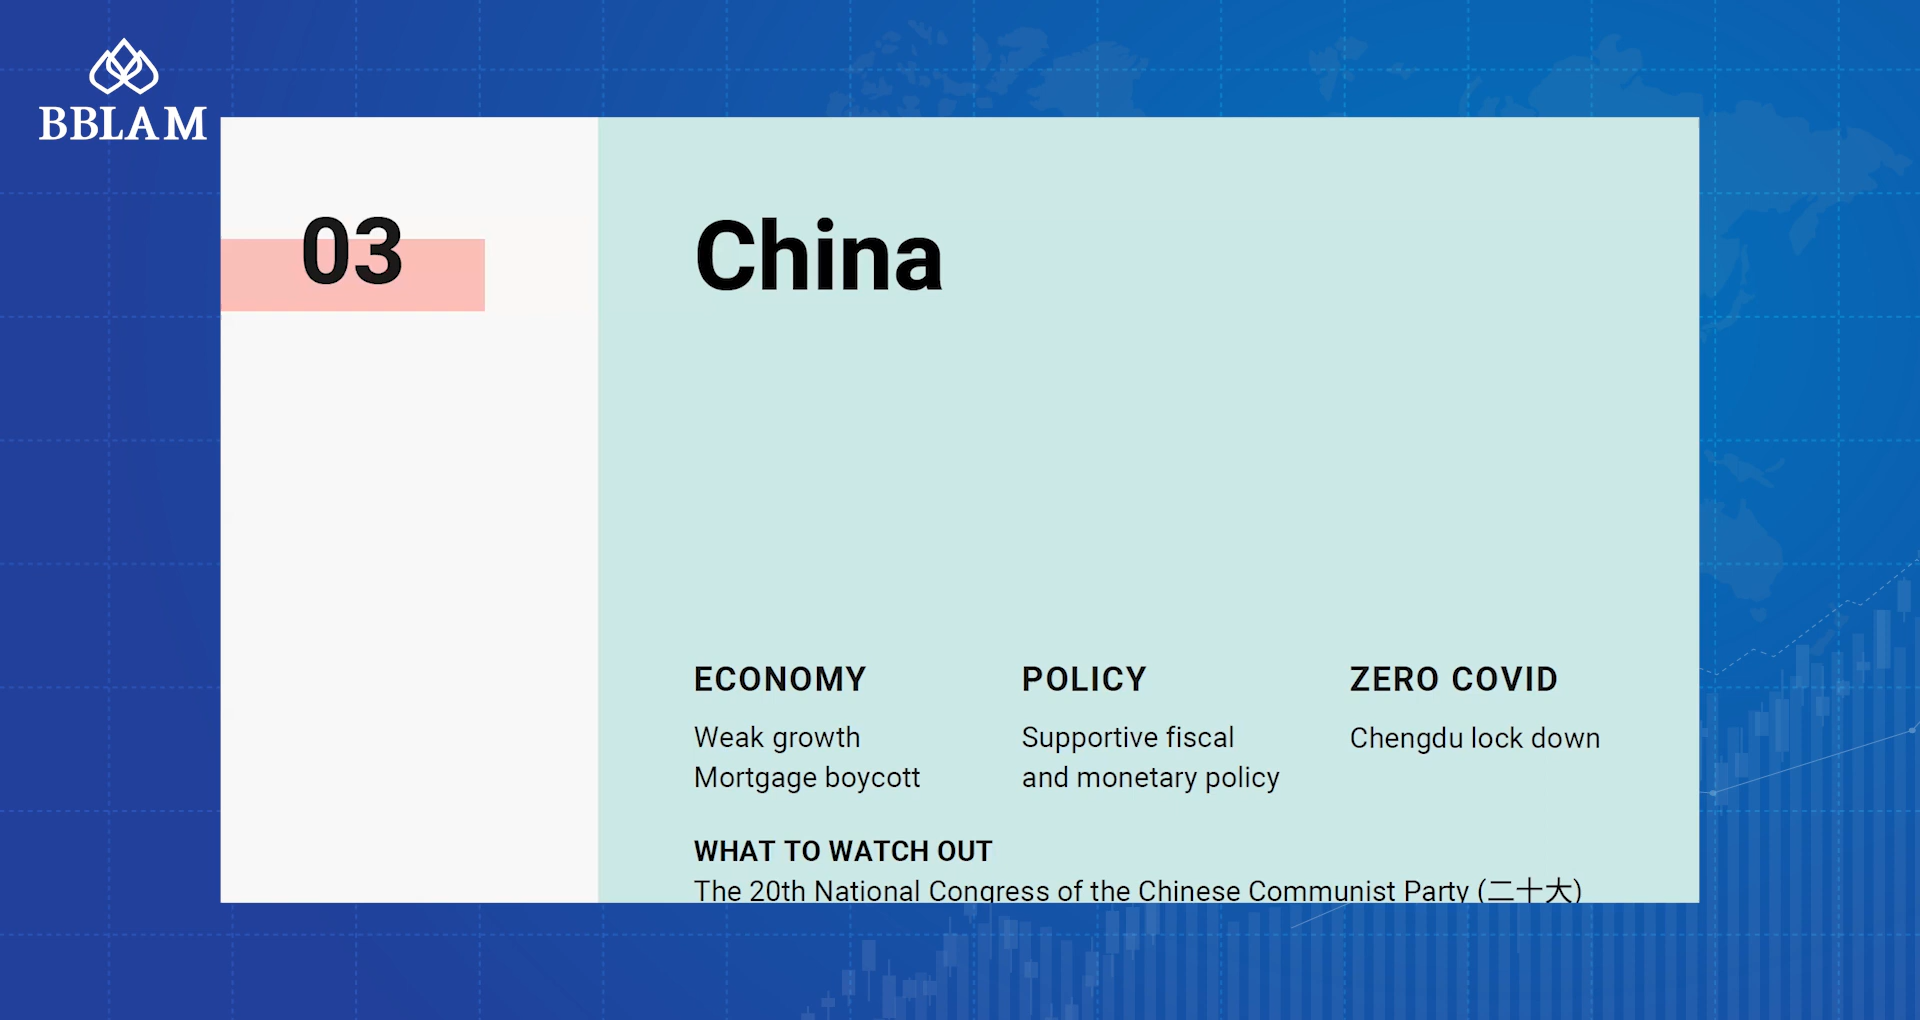 BBLAM
03
China
ECONOMY
Weak growth
Mortgage boycott
POLICY
Supportive fiscal
and monetary policy
ZERO COVID
Chengdu lock down
WHAT TO WATCH OUT
The 20th National Congress of the Chinese Communist Party (二十大)